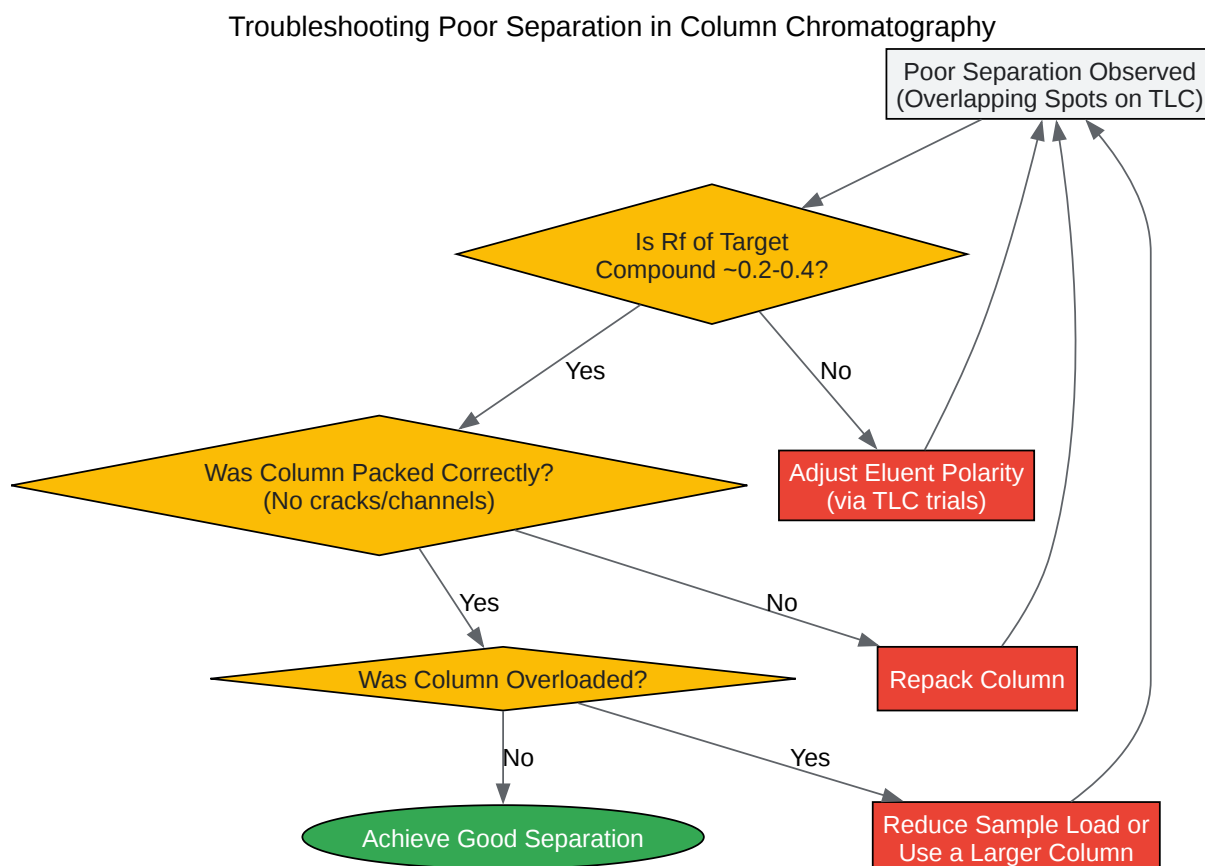 Troubleshooting Poor Separation in Column Chromatography
Poor Separation Observed
(Overlapping Spots on TLC)
Is Rf of Target
Compound ~0.2-0.4?
Yes
No
Was Column Packed Correctly?
(No cracks/channels)
Adjust Eluent Polarity
(via TLC trials)
Yes
No
Was Column Overloaded?
Repack Column
No
Yes
Achieve Good Separation
Reduce Sample Load or
Use a Larger Column